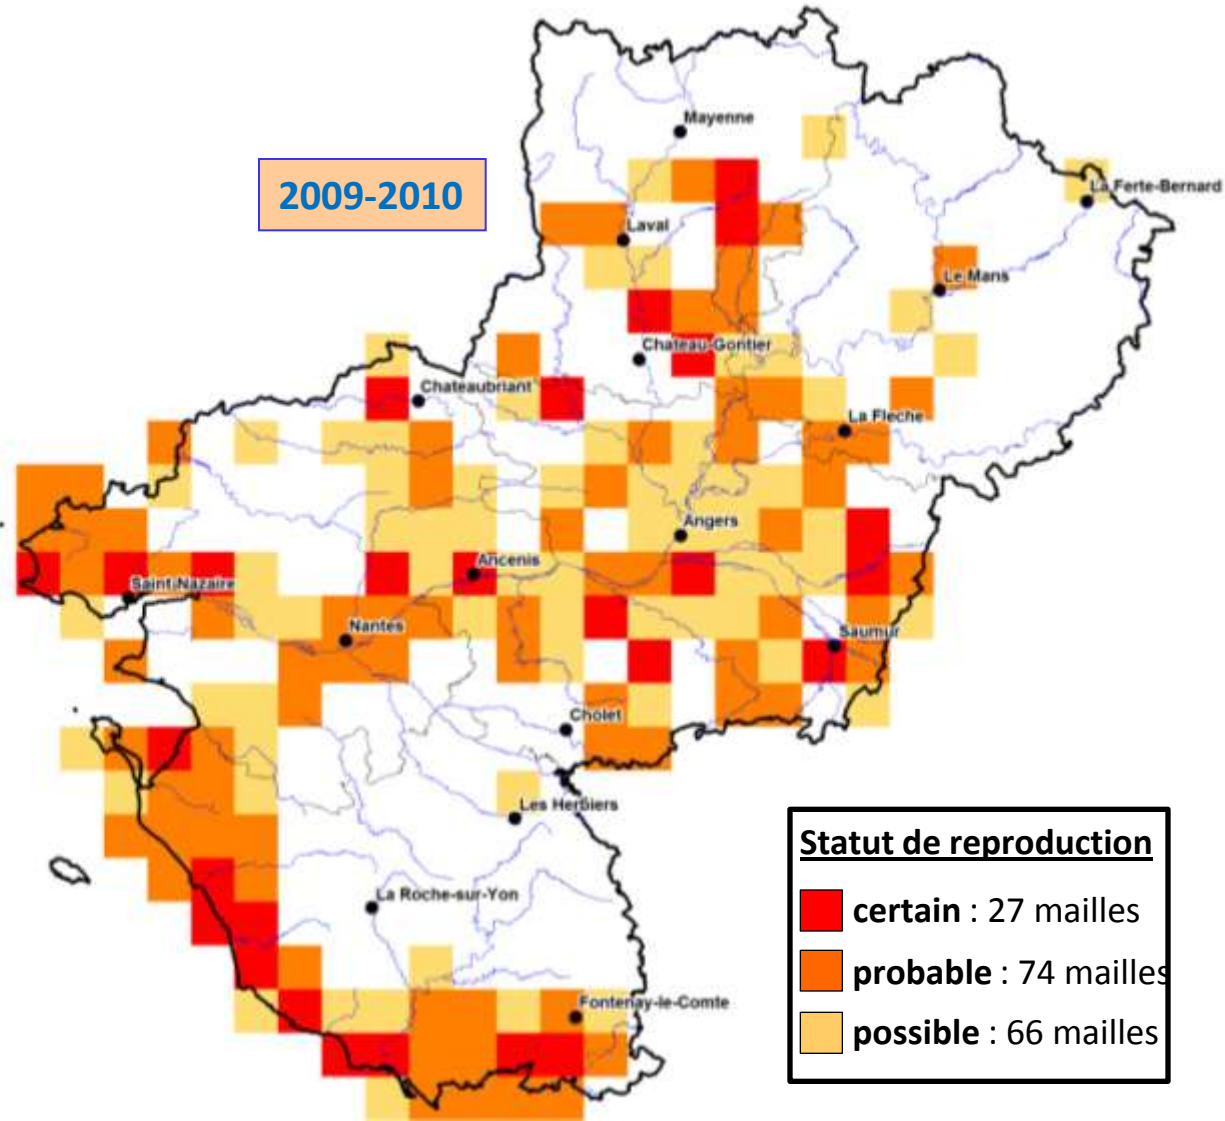 Mayenne
2009-2010
La Ferte-Bernard
Laval
Le Mans
Chateau-Gontier
Chateaubriant
La Fleche
Angers
Ancenis
Saint-Nazaire
Nantes
Saumur
Cholet
Les Herbiers
La Roche-sur-Yon
Fontenay-le-Comte
Statut de reproduction
certain : 27 mailles
probable : 74 mailles
possible : 66 mailles